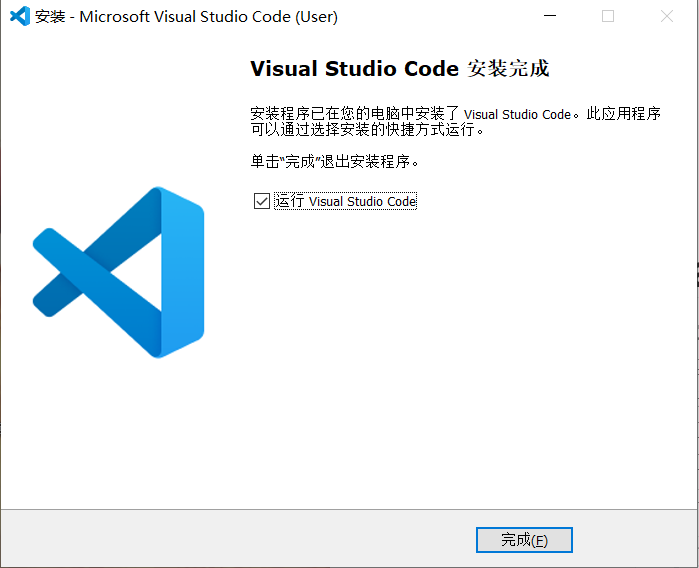 安装 - Microsoft Visual Studio Code (User)
Visual Studio Code 安装完成
安装程序已在您的电脑中安装了 Visual Studio Code。此应用程序
可以通过选择安装的快捷方式运行。
单击“完成”退出安装程序。
运行 Visual Studio Code
完成(F)